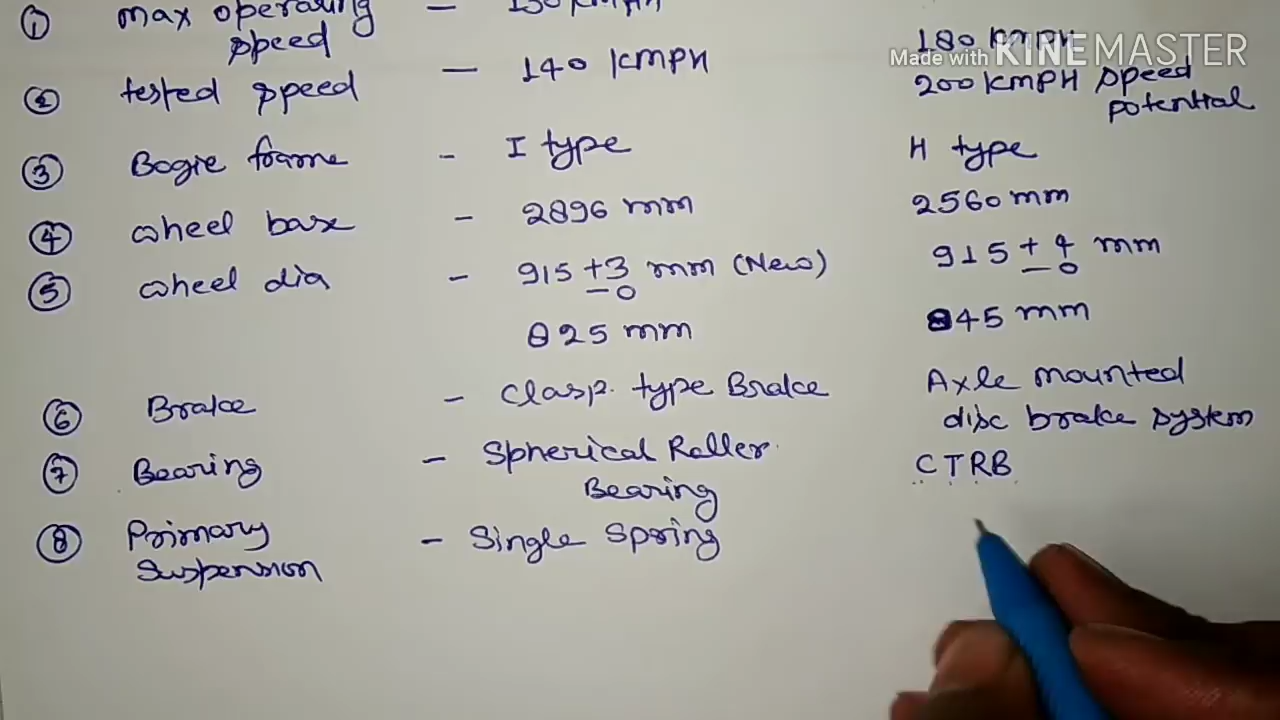 ① max operating - 130 kmPH
speed
180 kmPH
Made with KINEMASTER
② tested speed - 140 KMPH
200 KMPH speed
potential
③ Bogie frame - I type H type
④ wheel base - 2896 mm 2560 mm
⑤ wheel dia - 915 +3 mm (New) 915 + 4 mm
- 0 - 0
825 mm 845 mm
⑥ Brake - Clasp. type Brake Axle mounted
disc brake system
⑦ Bearing - Spherical Roller
Bearing
CTRB
⑧ Primary - Single Spring
suspension